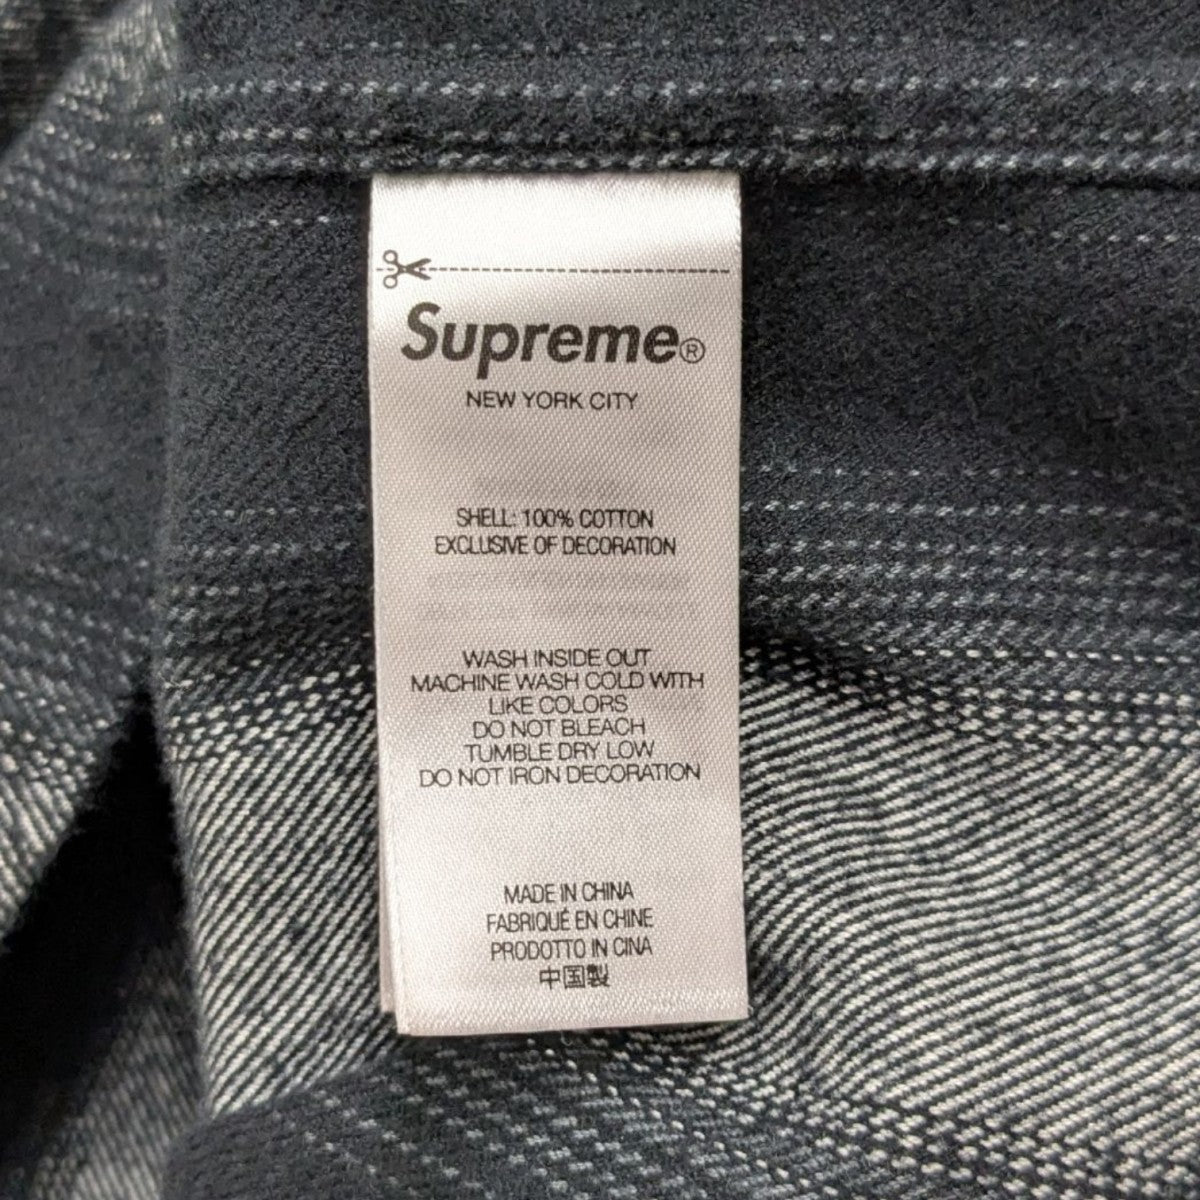 Supreme®
NEW YORK CITY
SHELL: 100% COTTON
EXCLUSIVE OF DECORATION
WASH INSIDE OUT
MACHINE WASH COLD WITH
LIKE COLORS
DO NOT BLEACH
TUMBLE DRY LOW
DO NOT IRON DECORATION
MADE IN CHINA
FABRIQUÉ EN CHINE
PRODOTTO IN CINA
中国製